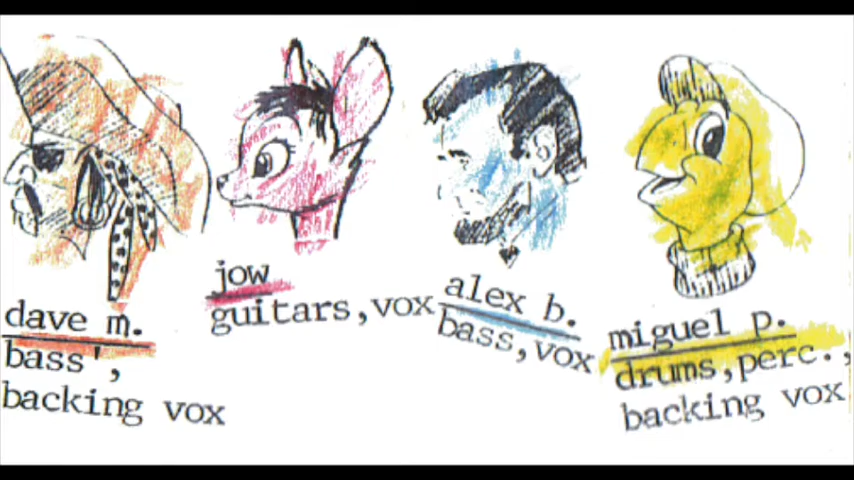 dave m.
bass',
backing vox
jow
guitars,vox
alex b.
bass,vox
miguel p.
drums,perc.,
backing vox